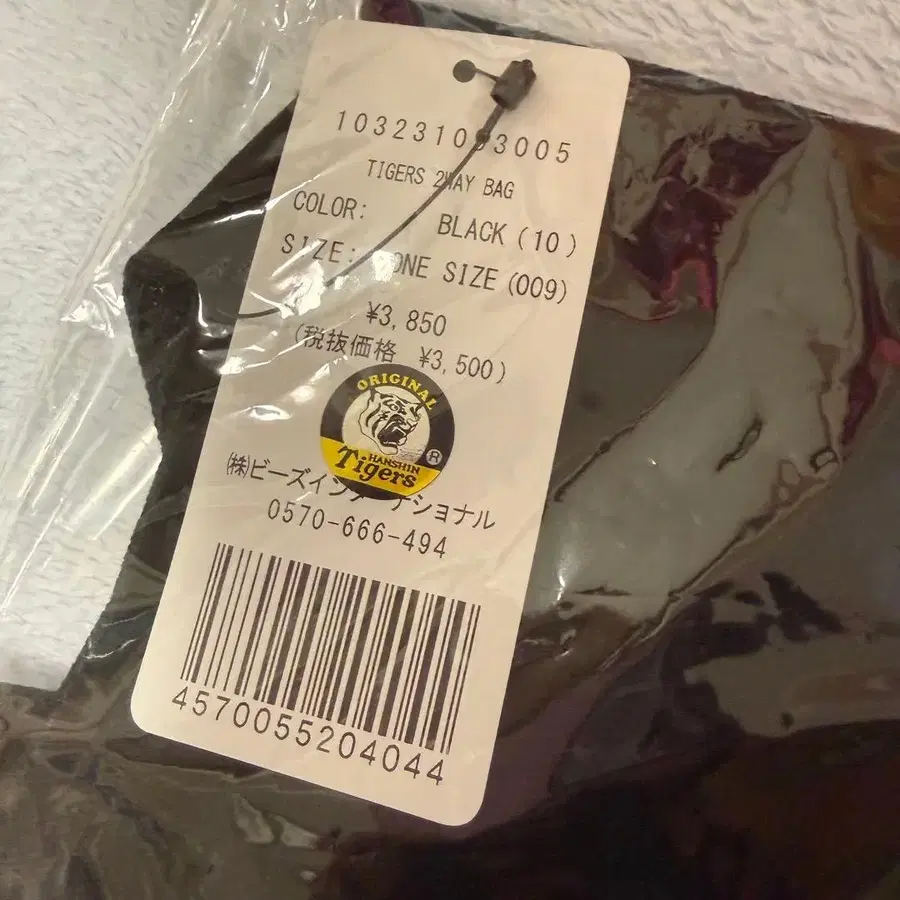 103231093005
TIGERS 2WAY BAG
COLOR: BLACK(10)
SIZE: ONE SIZE(009)
¥3,850
(税抜価格 ¥3,500)
ORIGINAL
HANSHIN
Tigers
®
㈱ビーズインターナショナル
0570-666-494
4570055204044